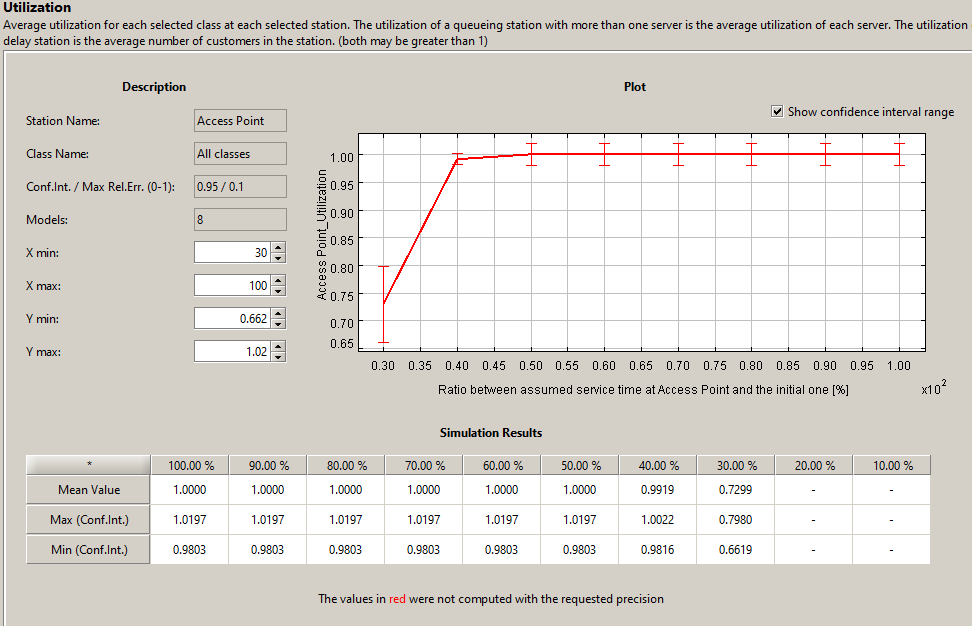 Utilization
Average utilization for each selected class at each selected station. The utilization of a queueing station with more than one server is the average utilization of each server. The utilization
delay station is the average number of customers in the station. (both may be greater than 1)
Description
Plot
Show confidence interval range
Station Name: Access Point
Class Name: All classes
Conf.Int. / Max Rel.Err. (0-1): 0.95 / 0.1
Models: 8
X min: 30
X max: 100
Y min: 0.662
Y max: 1.02
Access Point_Utilization
1.00
0.95
0.90
0.85
0.80
0.75
0.70
0.65
0.30 0.35 0.40 0.45 0.50 0.55 0.60 0.65 0.70 0.75 0.80 0.85 0.90 0.95 1.00
Ratio between assumed service time at Access Point and the initial one [%]
x10^2
Simulation Results
* 100.00 % 90.00 % 80.00 % 70.00 % 60.00 % 50.00 % 40.00 % 30.00 % 20.00 % 10.00 %
Mean Value 1.0000 1.0000 1.0000 1.0000 1.0000 1.0000 0.9919 0.7299 - -
Max (Conf.Int.) 1.0197 1.0197 1.0197 1.0197 1.0197 1.0197 1.0022 0.7980 - -
Min (Conf.Int.) 0.9803 0.9803 0.9803 0.9803 0.9803 0.9803 0.9816 0.6619 - -
The values in red were not computed with the requested precision